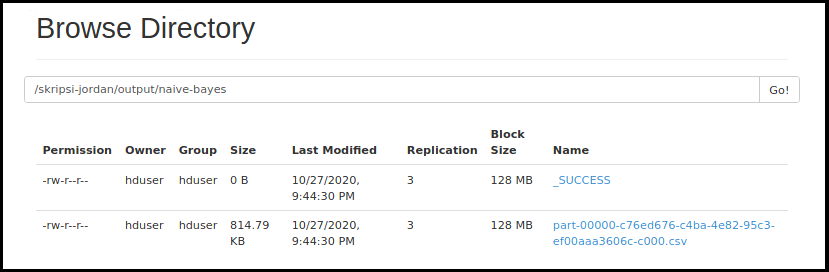 Browse Directory
/skripsi-jordan/output/naive-bayes Go!
Permission Owner Group Size Last Modified Replication Block Size Name
-rw-r--r-- hduser hduser 0 B 10/27/2020, 9:44:30 PM 3 128 MB _SUCCESS
-rw-r--r-- hduser hduser 814.79 KB 10/27/2020, 9:44:30 PM 3 128 MB part-00000-c76ed676-c4ba-4e82-95c3-ef00aaa3606c-c000.csv